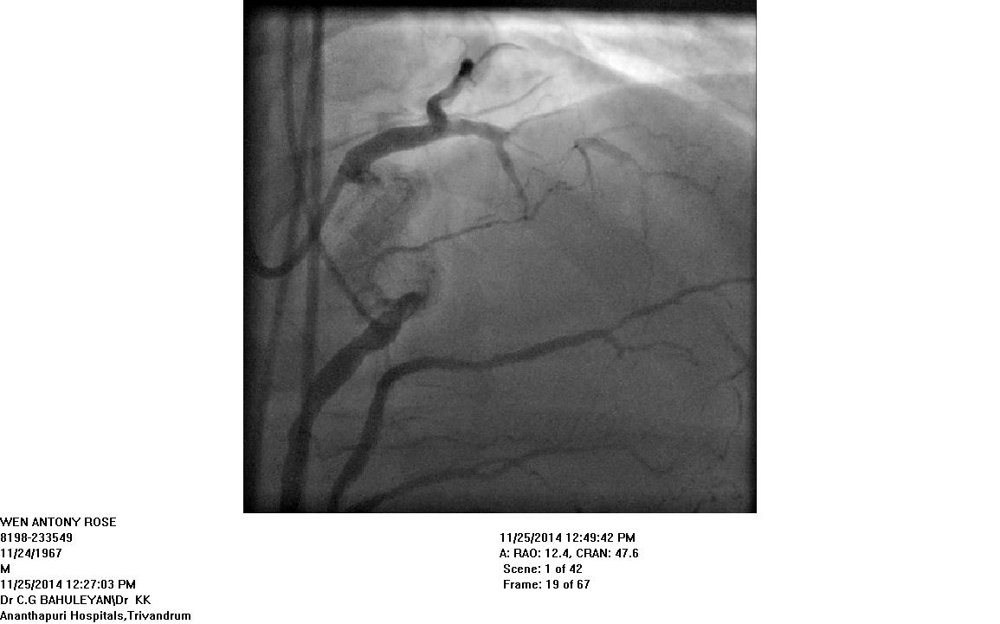 WEN ANTONY ROSE
8198-233549
11/24/1967
M
11/25/2014 12:27:03 PM
Dr C.G BAHULEYAN\Dr  KK
Ananthapuri Hospitals,Trivandrum
11/25/2014 12:49:42 PM
A: RAO: 12.4, CRAN: 47.6
Scene: 1 of 42
Frame: 19 of 67